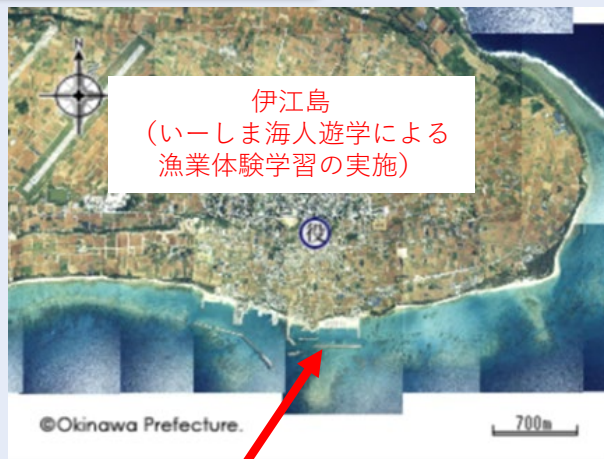 N
伊江島
(いーしま海人遊学による
漁業体験学習の実施)
役
©Okinawa Prefecture.
700m